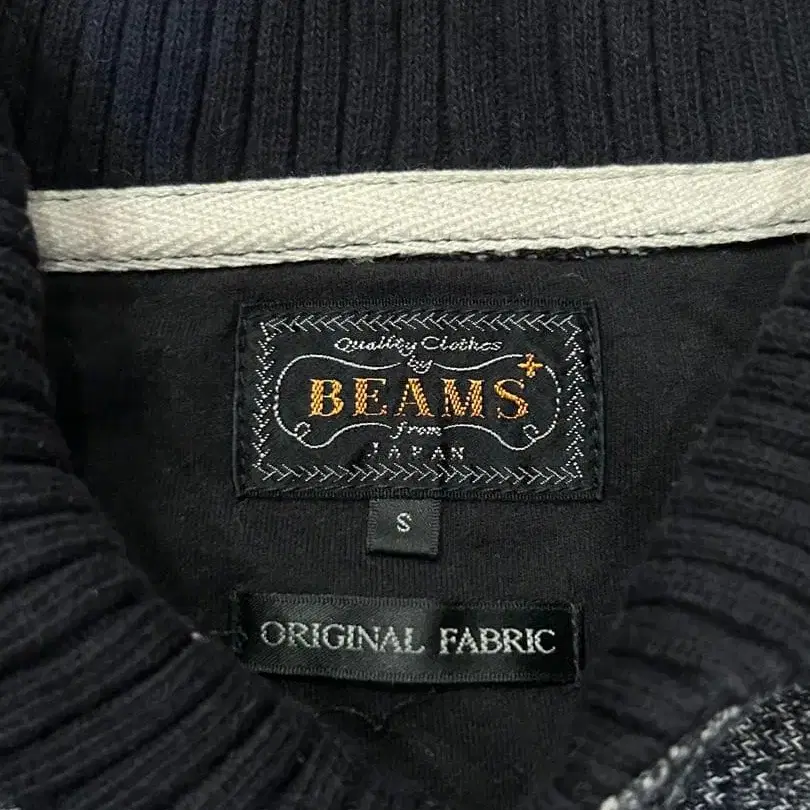 Quality Clothes
by
BEAMS+
from
JAPAN
S
ORIGINAL FABRIC